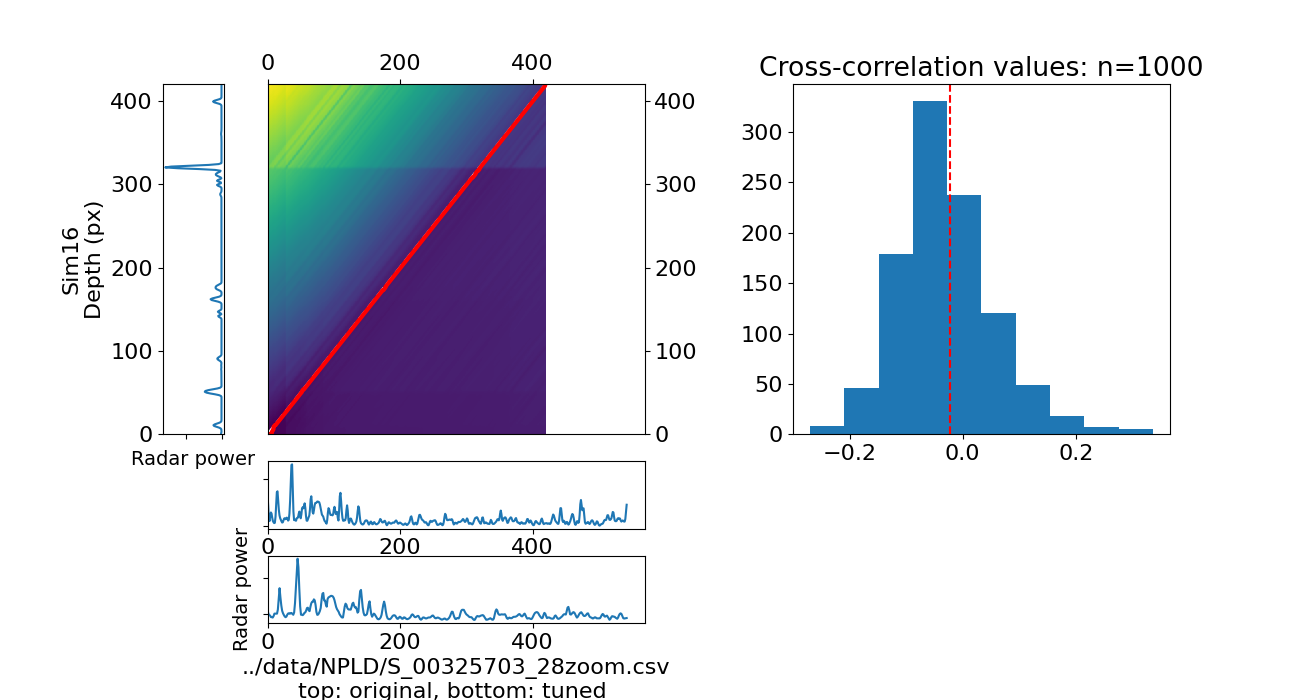 0 200 400
400
300
200
100
0
Sim16
Depth (px)
400
300
200
100
0
Radar power
0 200 400
Radar power
0 200 400
../data/NPLD/S_00325703_28zoom.csv
top: original, bottom: tuned
Cross-correlation values: n=1000
300
250
200
150
100
50
0
−0.2 0.0 0.2